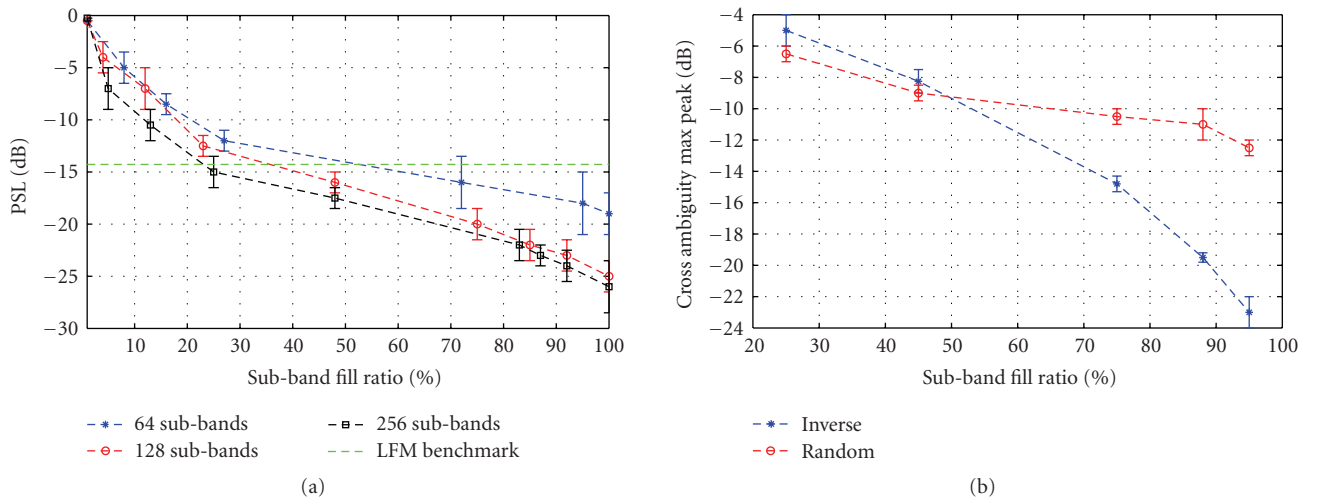 0
−5
−10
−15
−20
−25
−30
PSL (dB)
10 20 30 40 50 60 70 80 90 100
Sub-band fill ratio (%)
64 sub-bands
128 sub-bands
256 sub-bands
LFM benchmark
(a)
−4
−6
−8
−10
−12
−14
−16
−18
−20
−22
−24
Cross ambiguity max peak (dB)
20 30 40 50 60 70 80 90 100
Sub-band fill ratio (%)
Inverse
Random
(b)